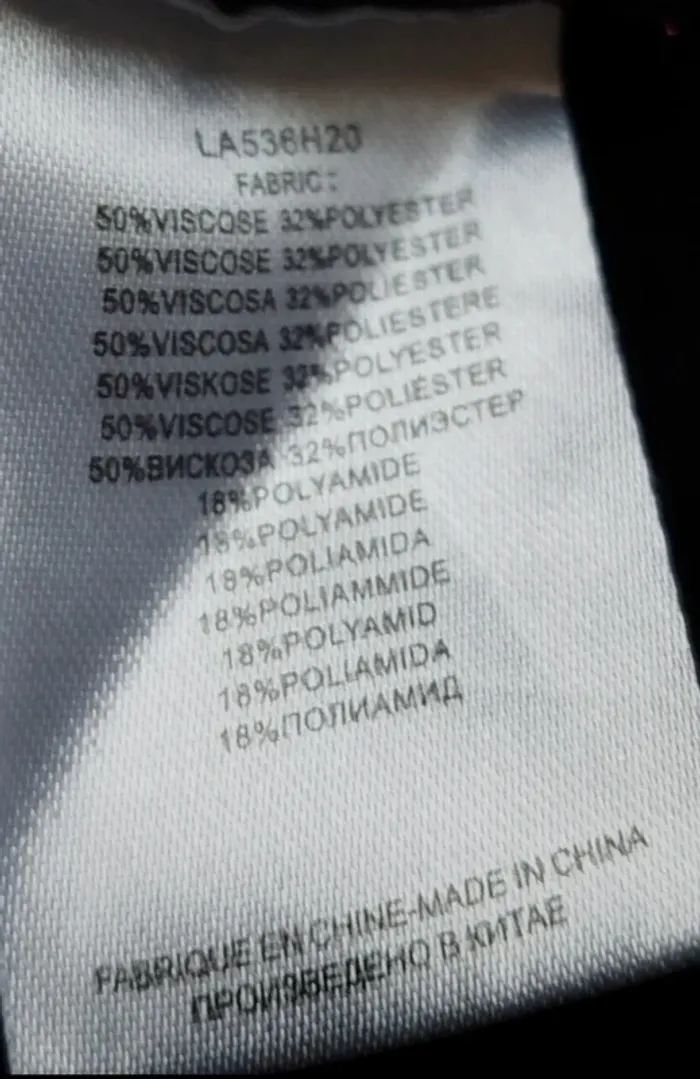 LA536H20
FABRIC:
50%VISCOSE 32%POLYESTER
50%VISCOSE 32%POLYESTER
50%VISCOSA 32%POLIESTER
50%VISCOSA 32%POLIESTERE
50%VISKOSE 32%POLYESTER
50%VISCOSE 32%POLIÉSTER
50%ВИСКОЗА 32%ПОЛИЭСТЕР
18%POLYAMIDE
18%POLYAMIDE
18%POLIAMIDA
18%POLIAMMIDE
18%POLYAMID
18%POLIAMIDA
18%ПОЛИАМИД
FABRIQUE EN CHINE-MADE IN CHINA
ПРОИЗВЕДЕНО В КИТАЕ